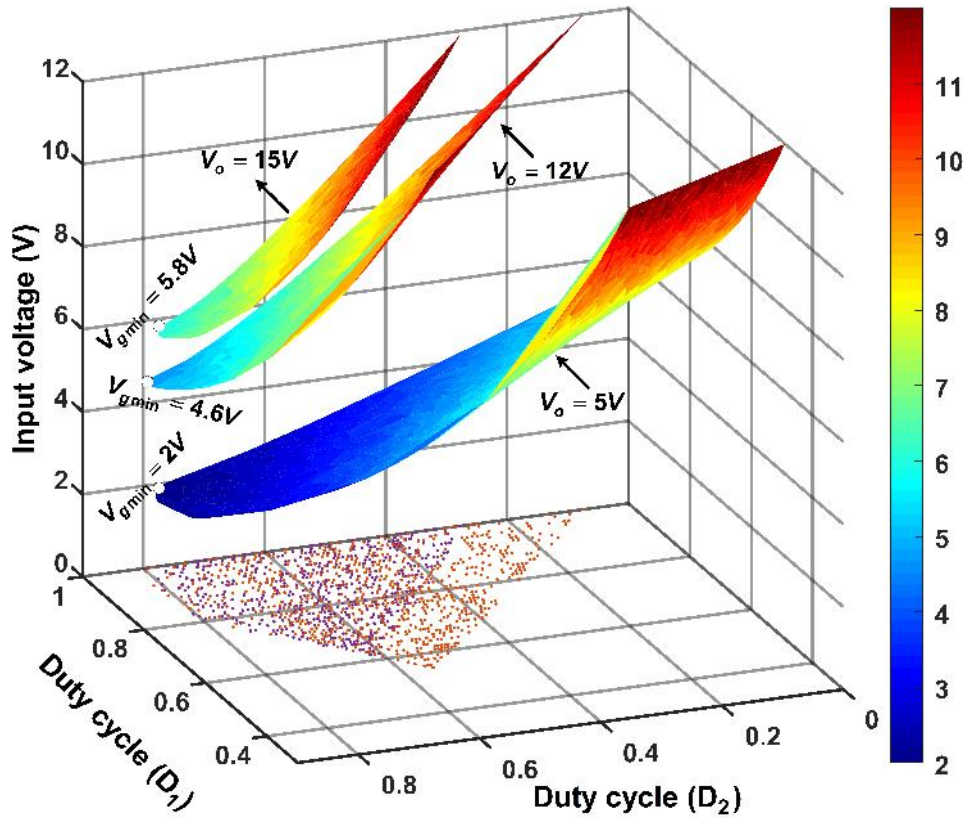 12
10
8
6
4
2
0
Input voltage (V)
V_o = 15V
V_o = 12V
V_o = 5V
V_gmin = 5.8V
V_gmin = 4.6V
V_gmin = 2V
1
0.8
0.6
0.4
Duty cycle (D_1)
0.8
0.6
0.4
0.2
0
Duty cycle (D_2)
11
10
9
8
7
6
5
4
3
2